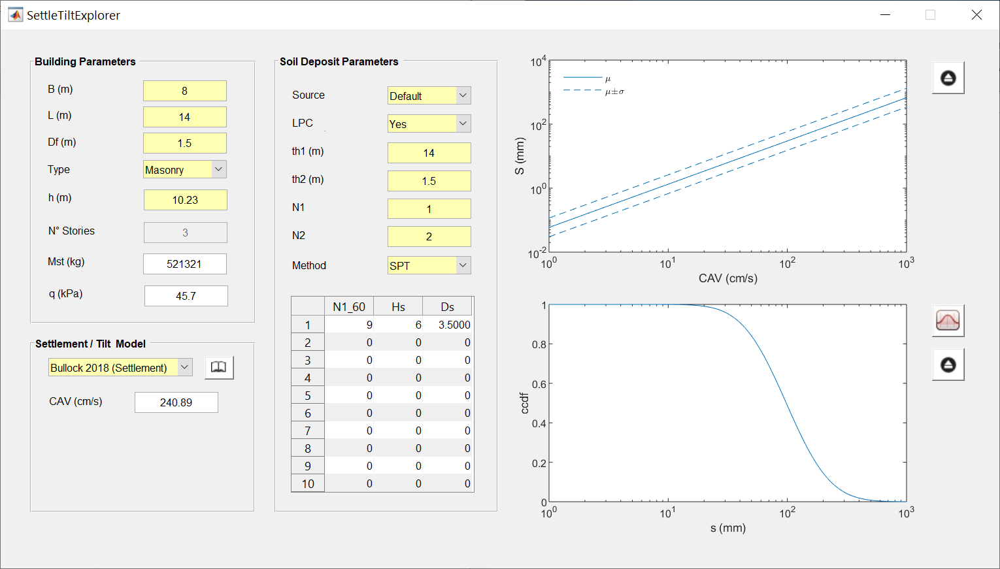 SettleTiltExplorer
Building Parameters
B (m) 8
L (m) 14
Df (m) 1.5
Type Masonry
h (m) 10.23
N° Stories 3
Mst (kg) 521321
q (kPa) 45.7
Settlement / Tilt Model
Bullock 2018 (Settlement)
CAV (cm/s) 240.89
Soil Deposit Parameters
Source Default
LPC Yes
th1 (m) 14
th2 (m) 1.5
N1 1
N2 2
Method SPT
N1_60 Hs Ds
1 9 6 3.5000
2 0 0 0
3 0 0 0
4 0 0 0
5 0 0 0
6 0 0 0
7 0 0 0
8 0 0 0
9 0 0 0
10 0 0 0
10^4
10^2
10^0
10^-2
S (mm)
μ
μ±σ
10^0 10^1 10^2 10^3
CAV (cm/s)
1
0.8
0.6
0.4
0.2
0
ccdf
10^0 10^1 10^2 10^3
s (mm)